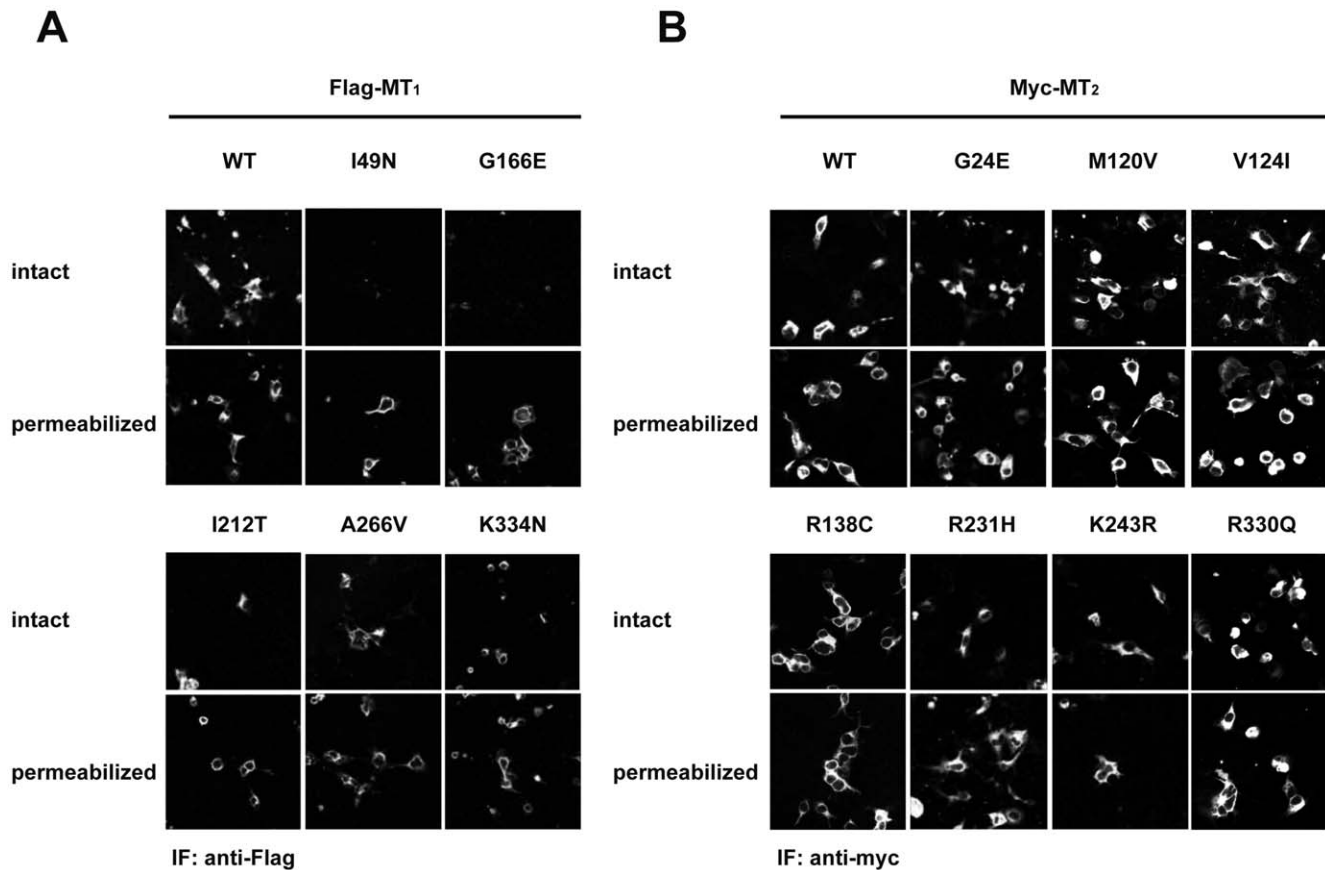 A
B
Flag-MT₁
Myc-MT₂
WT I49N G166E
WT G24E M120V V124I
intact
intact
permeabilized
permeabilized
I212T A266V K334N
R138C R231H K243R R330Q
intact
intact
permeabilized
permeabilized
IF: anti-Flag
IF: anti-myc